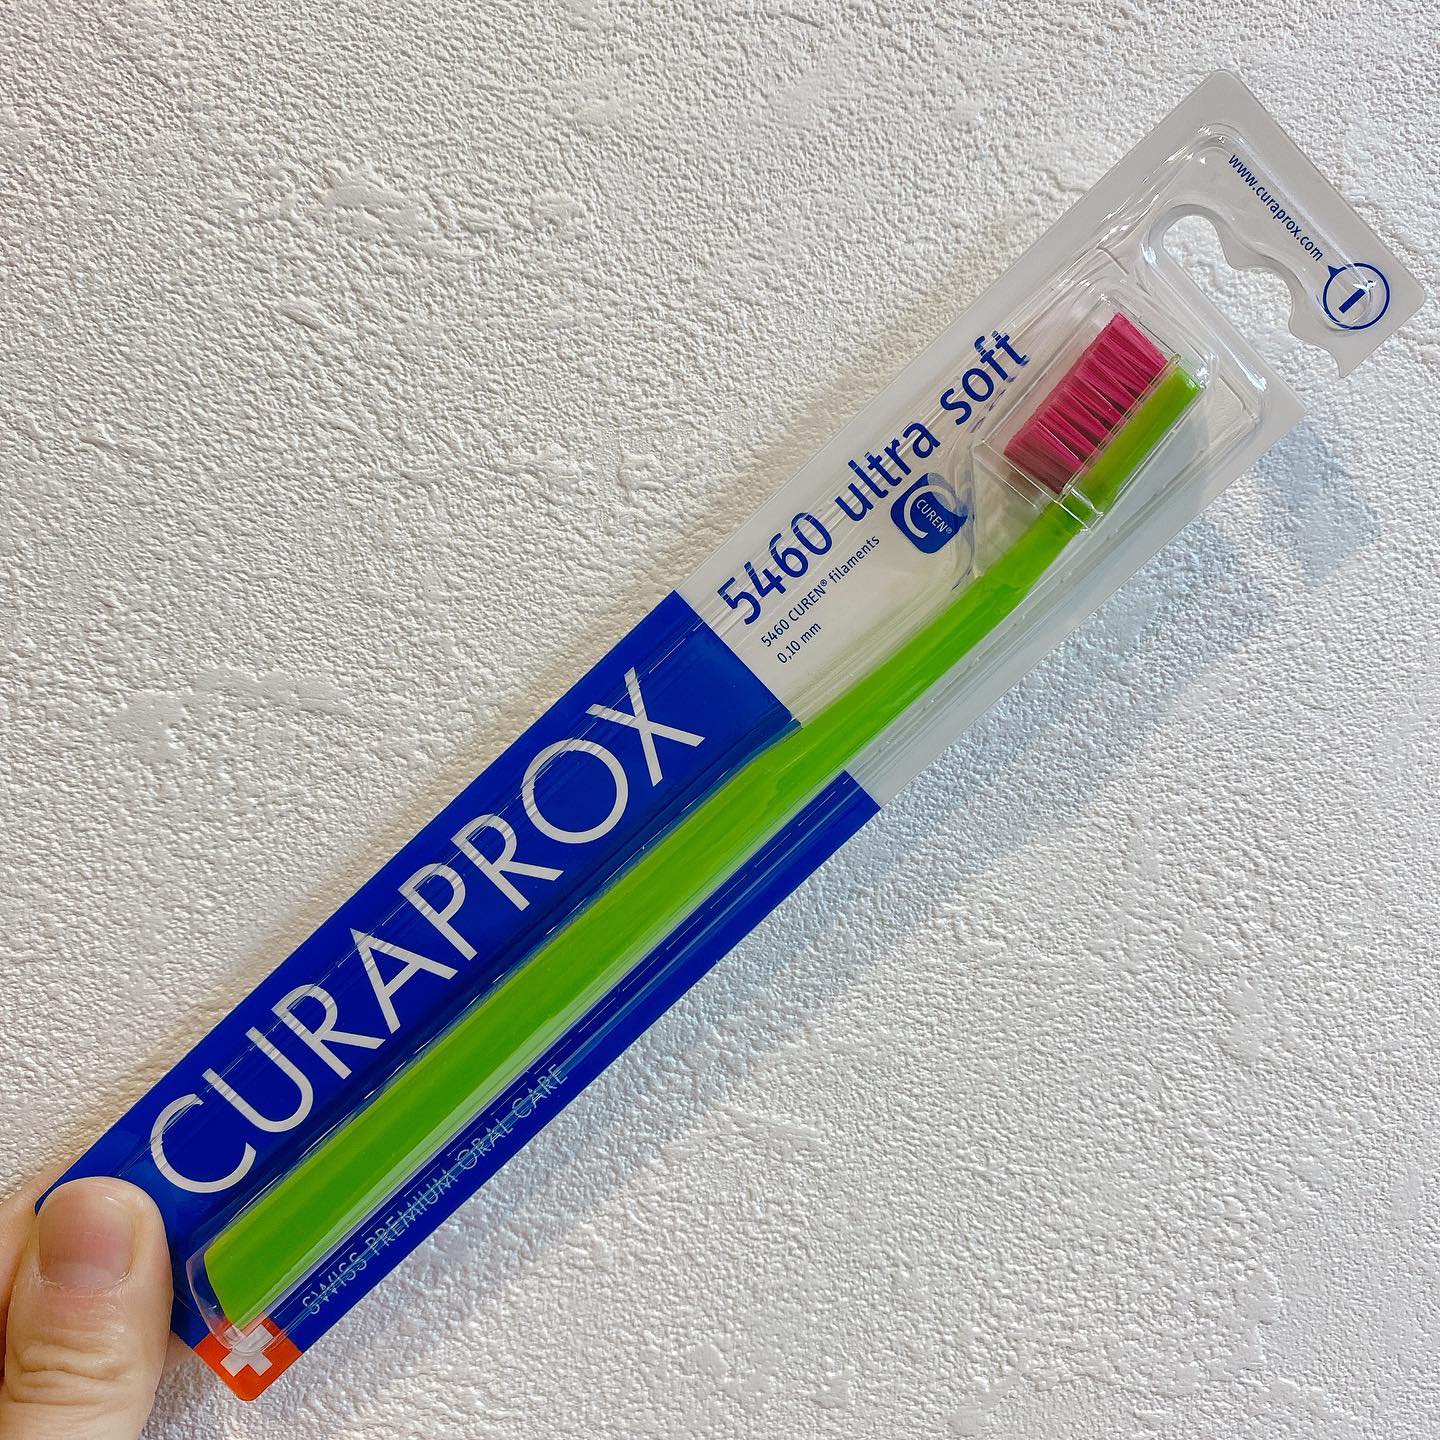 www.curaprox.com
1
5460 ultra soft
CUREN®
5460 CUREN® filaments
0,10 mm
CURAPROX
SWISS PREMIUM ORAL CARE